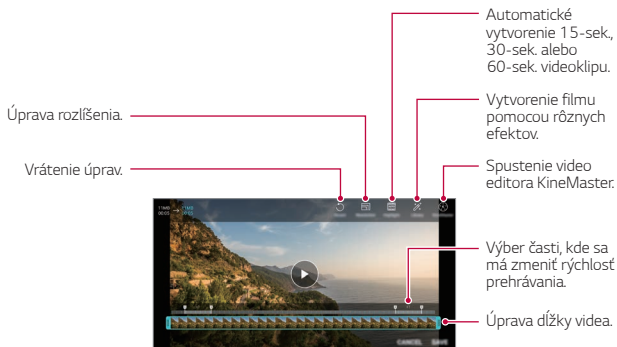 Automatické
vytvorenie 15-sek.,
30-sek. alebo
60-sek. videoklipu.
Úprava rozlíšenia.
Vytvorenie filmu
pomocou rôznych
efektov.
Vrátenie úprav.
Spustenie video
editora KineMaster.
Výber časti, kde sa
má zmeniť rýchlosť
prehrávania.
Úprava dĺžky videa.
CANCEL SAVE